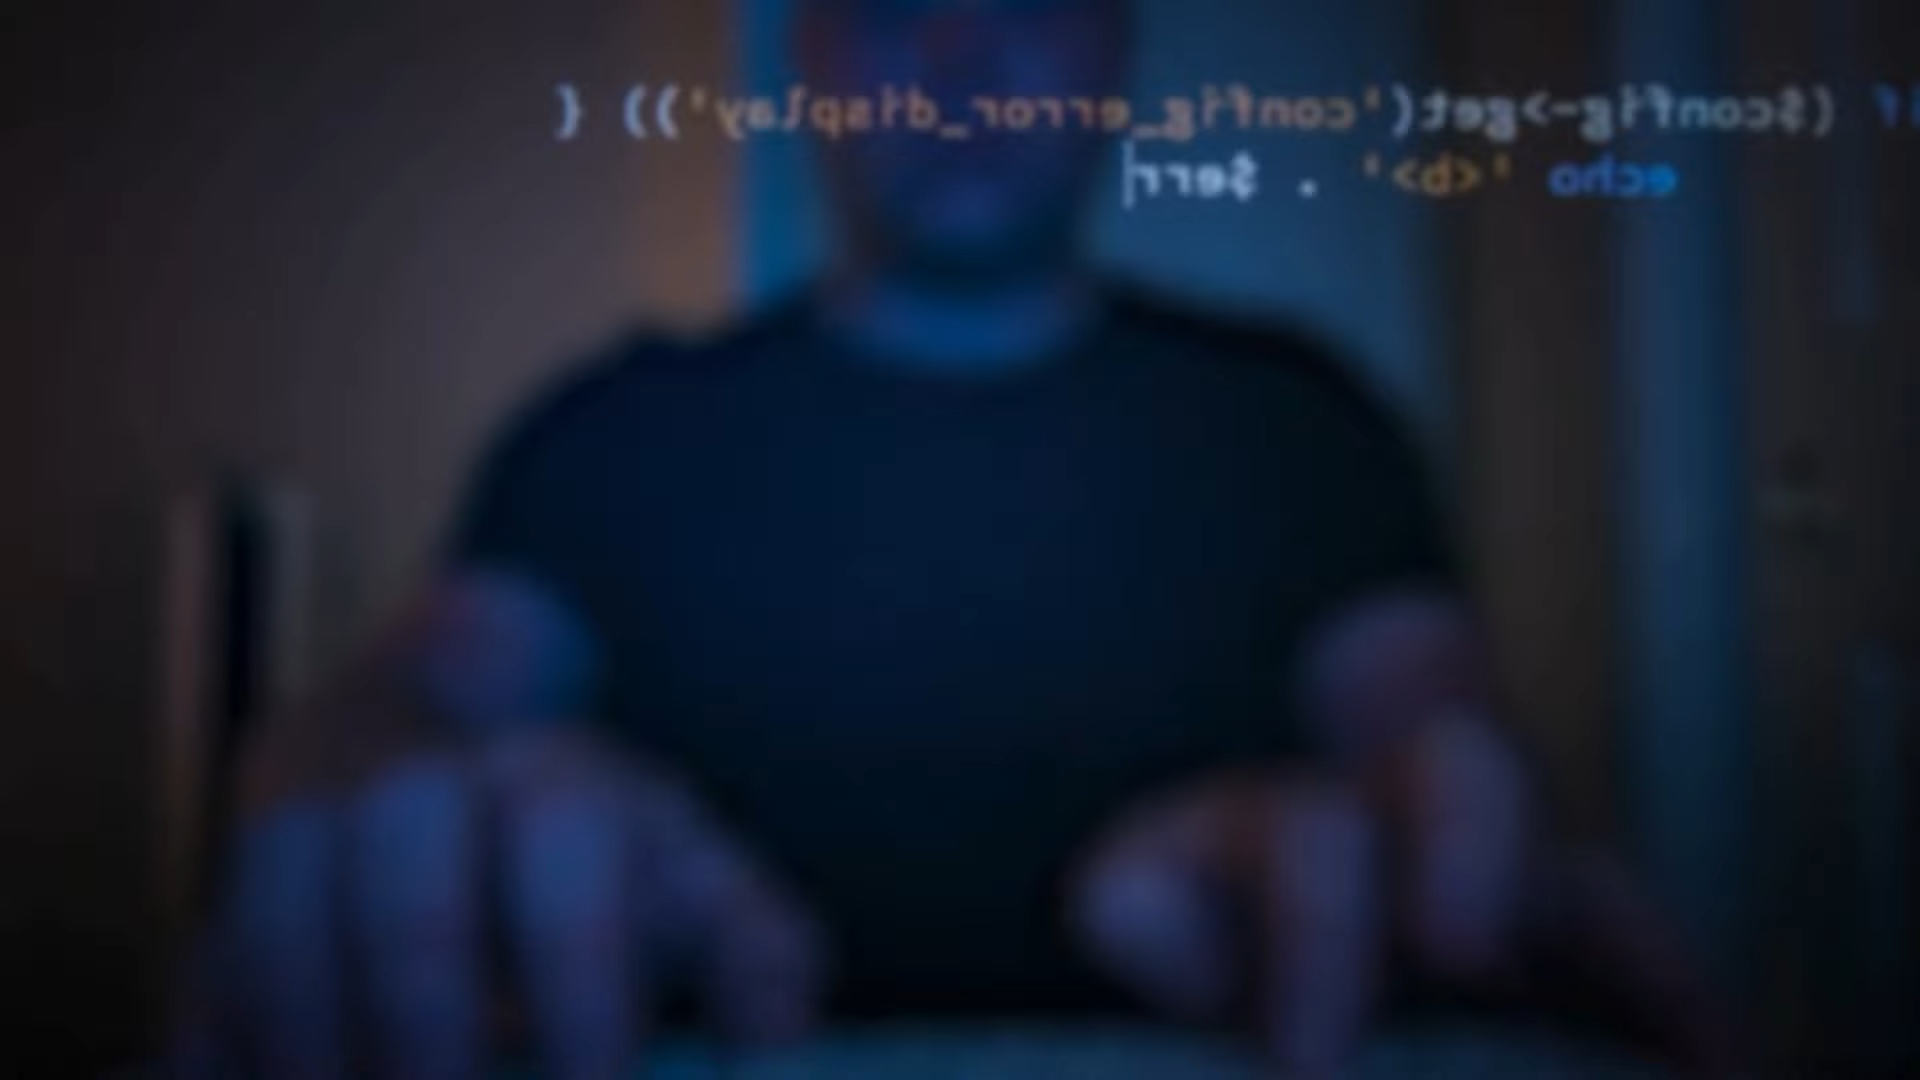 if ($config->get('config_error_display')) {
echo '<b>' . $err